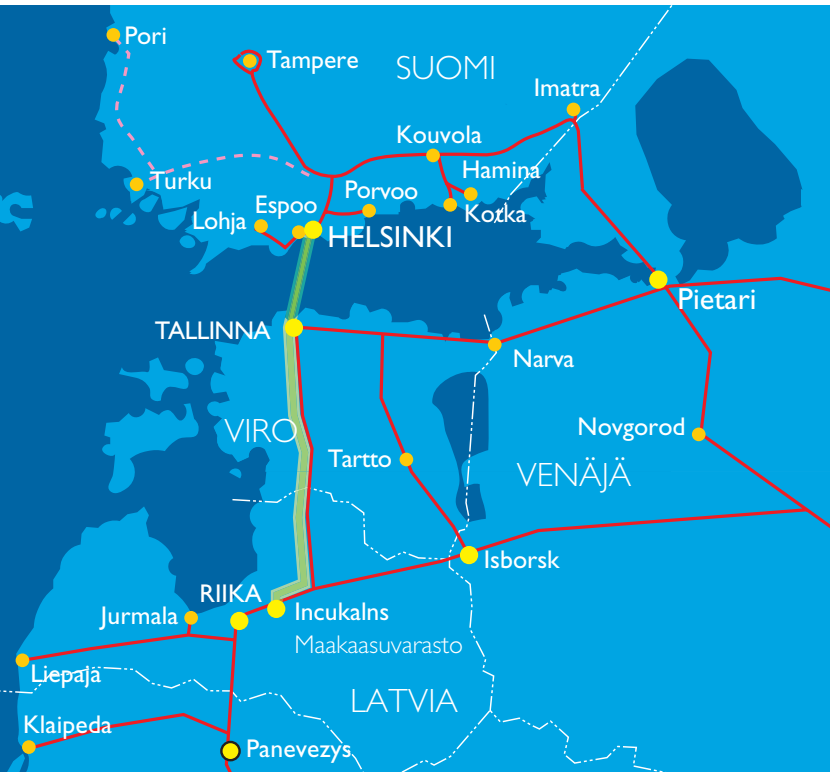 Pori
Tampere
SUOMI
Imatra
Kouvola
Hamina
Turku
Espoo
Porvoo
Lohja
Kotka
HELSINKI
Pietari
TALLINNA
Narva
VIRO
Novgorod
Tartto
VENÄJÄ
Isborsk
RIIKA
Jurmala
Incukalns
Maakaasuvarasto
Liepaja
LATVIA
Klaipeda
Panevezys